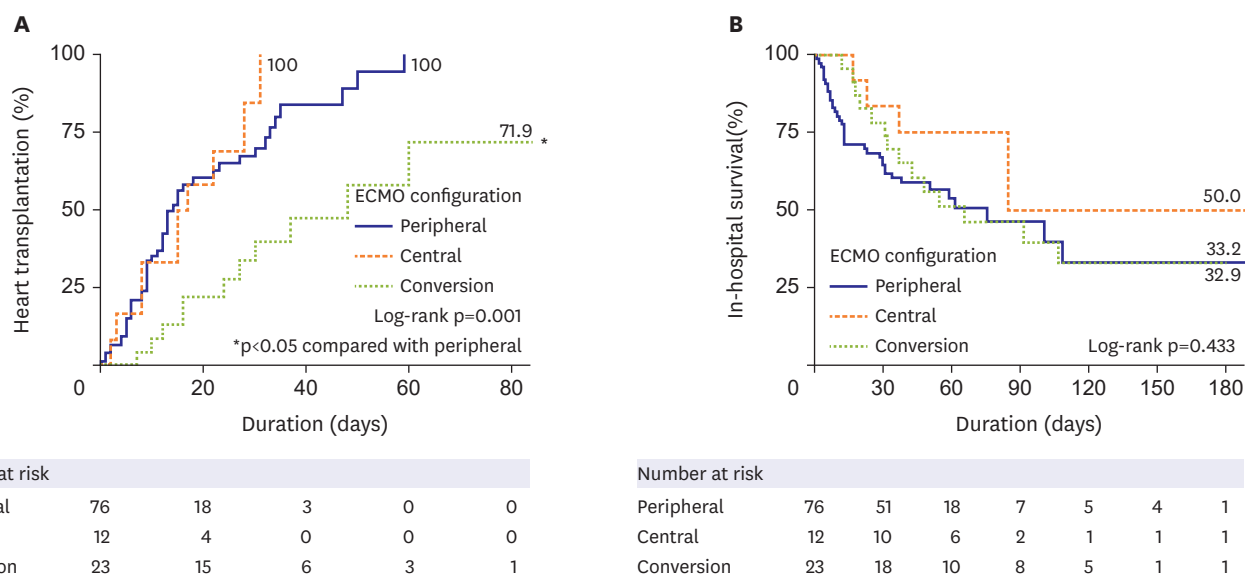 A
100
75
50
25
0
20
40
60
80
Heart transplantation (%)
Duration (days)
100
100
71.9
*
ECMO configuration
Peripheral
Central
Conversion
Log-rank p=0.001
*p<0.05 compared with peripheral
at risk
al 76 18 3 0 0
12 4 0 0 0
on 23 15 6 3 1
B
100
75
50
25
0
30
60
90
120
150
180
In-hospital survival(%)
Duration (days)
50.0
33.2
32.9
ECMO configuration
Peripheral
Central
Conversion
Log-rank p=0.433
Number at risk
Peripheral 76 51 18 7 5 4 1
Central 12 10 6 2 1 1 1
Conversion 23 18 10 8 5 1 1